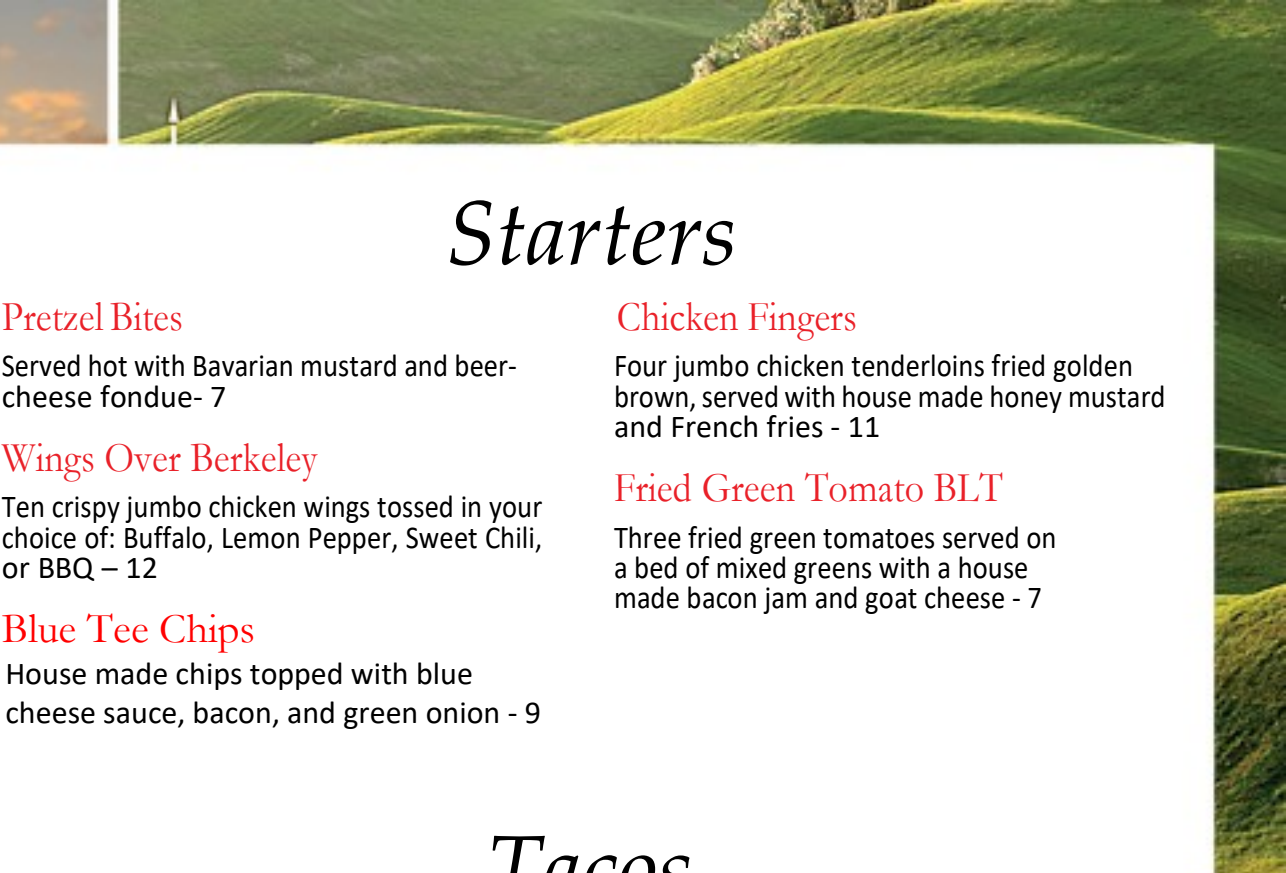 Starters
Pretzel Bites
Served hot with Bavarian mustard and beer-
cheese fondue- 7
Wings Over Berkeley
Ten crispy jumbo chicken wings tossed in your
choice of: Buffalo, Lemon Pepper, Sweet Chili,
or BBQ – 12
Blue Tee Chips
House made chips topped with blue
cheese sauce, bacon, and green onion - 9
Chicken Fingers
Four jumbo chicken tenderloins fried golden
brown, served with house made honey mustard
and French fries - 11
Fried Green Tomato BLT
Three fried green tomatoes served on
a bed of mixed greens with a house
made bacon jam and goat cheese - 7
Tacos